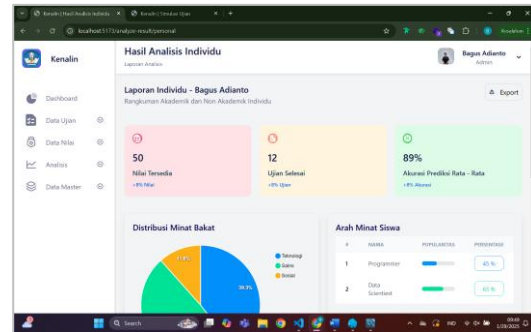 Kenalin | Hasil Analisis Individu
Kenalin | Simulasi Ujian
localhost:5173/analyze-result/personal
Kenalin
Hasil Analisis Individu
Laporan Analisis
Bagus Adianto
Admin
Dashboard
Data Ujian
Data Nilai
Analisis
Data Master
Laporan Individu - Bagus Adianto
Rangkuman Akademik dan Non Akademik Individu
Export
50
Nilai Tersedia
+8% Nilai
12
Ujian Selesai
+8% Ujian
89%
Akurasi Prediksi Rata - Rata
+8% Akurasi
Distribusi Minat Bakat
Teknologi
Sains
Sosial
Arah Minat Siswa
# NAMA POPULARITAS PERSENTASE
1 Programmer 45 %
2 Data Scientist
Search
IND
09:48